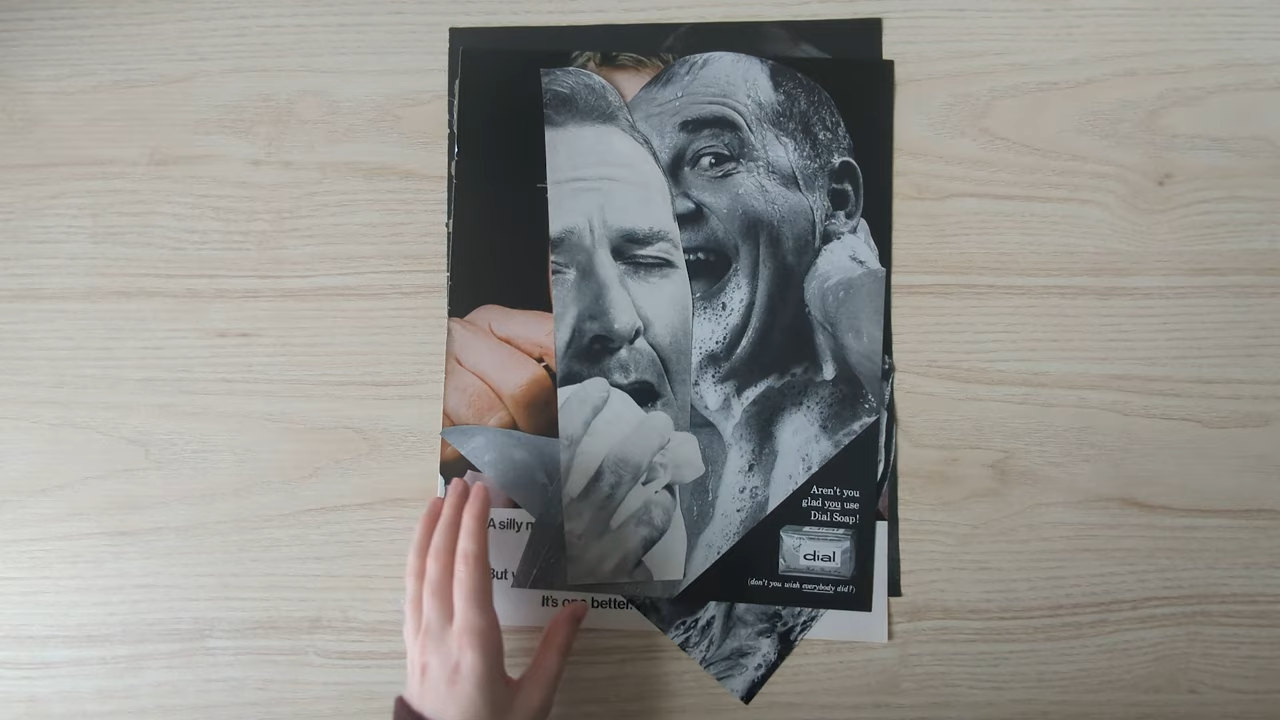 A silly
But
It's one better.
Aren't you
glad you use
Dial Soap!
dial
(don't you wish everybody did?)